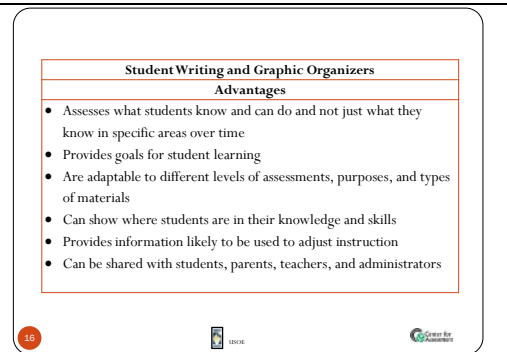 Student Writing and Graphic Organizers
Advantages
• Assesses what students know and can do and not just what they
know in specific areas over time
• Provides goals for student learning
• Are adaptable to different levels of assessments, purposes, and types
of materials
• Can show where students are in their knowledge and skills
• Provides information likely to be used to adjust instruction
• Can be shared with students, parents, teachers, and administrators
16
USOE
Center for
Assessment